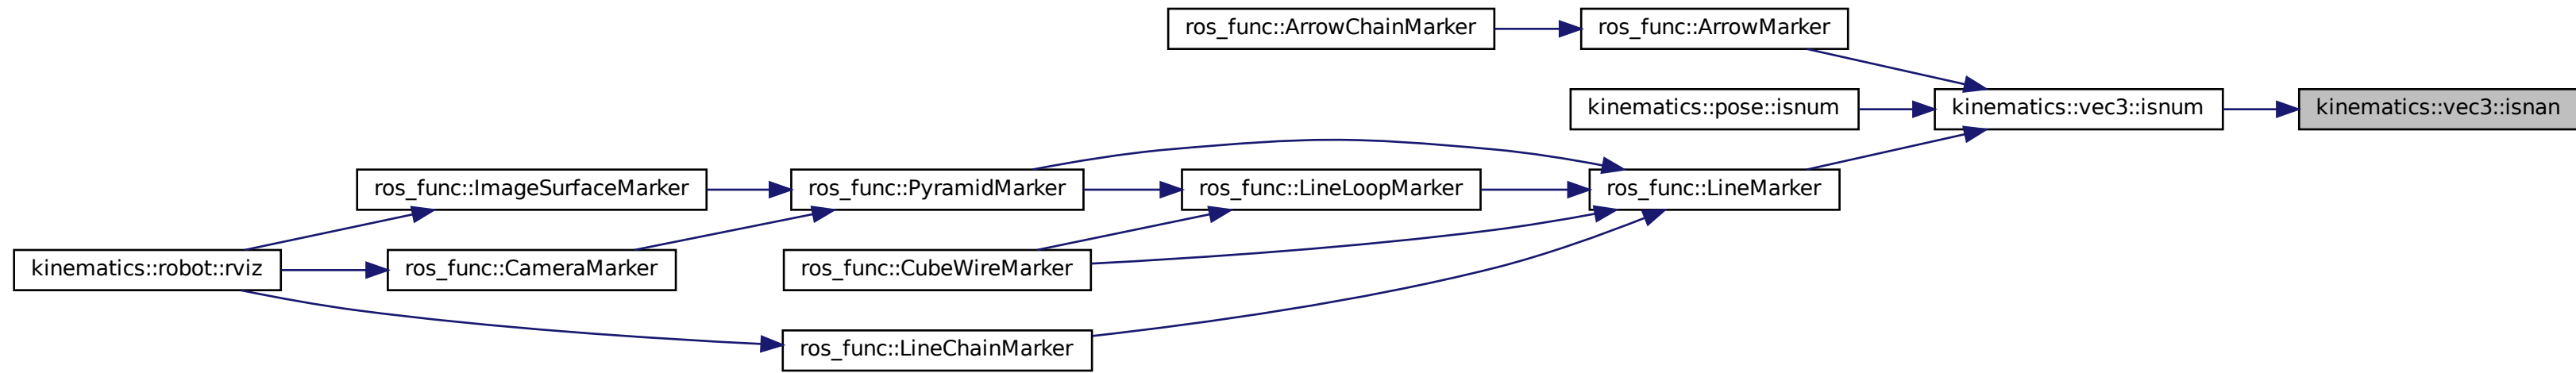 ros_func::ArrowChainMarker
ros_func::ArrowMarker
kinematics::pose::isnum
kinematics::vec3::isnum
kinematics::vec3::isnan
ros_func::ImageSurfaceMarker
ros_func::PyramidMarker
ros_func::LineLoopMarker
ros_func::LineMarker
kinematics::robot::rviz
ros_func::CameraMarker
ros_func::CubeWireMarker
ros_func::LineChainMarker